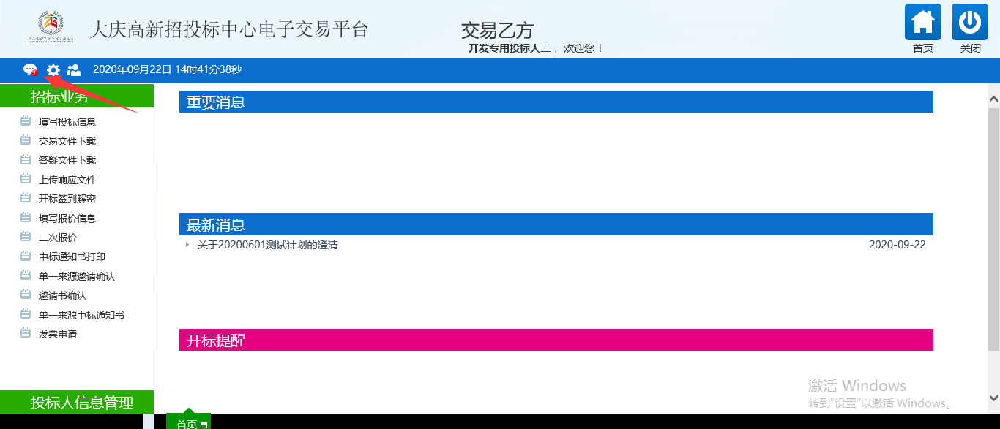 大庆高新招投标中心电子交易平台
交易乙方
开发专用投标人二 ，欢迎您！
首页
关闭
2020年09月22日 14时41分38秒
招标业务
填写投标信息
交易文件下载
答疑文件下载
上传响应文件
开标签到解密
填写报价信息
二次报价
中标通知书打印
单一来源邀请确认
邀请书确认
单一来源中标通知书
发票申请
投标人信息管理
重要消息
最新消息
关于20200601测试计划的澄清 2020-09-22
开标提醒
激活 Windows
转到"设置"以激活 Windows。
首页